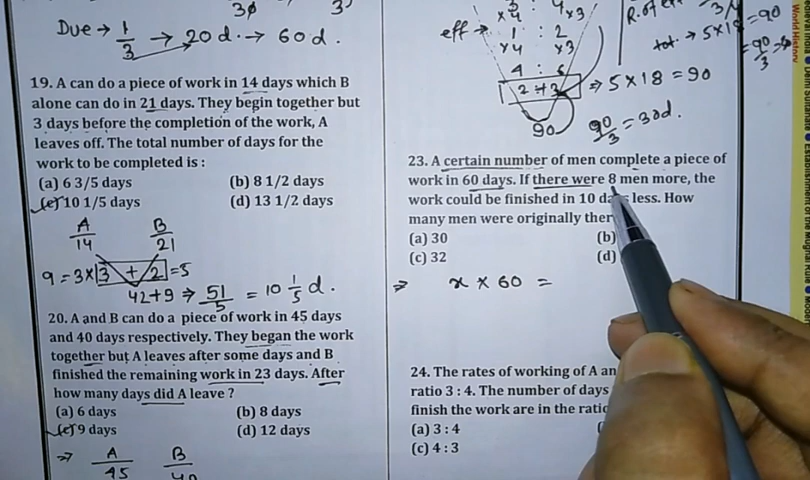 Due → 1/3 → 20 d. → 60 d.
19. A can do a piece of work in 14 days which B
alone can do in 21 days. They begin together but
3 days before the completion of the work, A
leaves off. The total number of days for the
work to be completed is :
(a) 6 3/5 days
(b) 8 1/2 days
(c) 10 1/5 days
(d) 13 1/2 days
A/14 B/21
9 = 3×3 + 2 = 5
42+9 ⇒ 51/5 = 10 1/5 d.
20. A and B can do a piece of work in 45 days
and 40 days respectively. They began the work
together but A leaves after some days and B
finished the remaining work in 23 days. After
how many days did A leave ?
(a) 6 days
(b) 8 days
(c) 9 days
(d) 12 days
⇒ A/45 B/40
×4 ×3
eff → 1 : 2
×4 ×3
4 : 6
2 + 3 ⇒ 5 × 18 = 90
90
90/3 = 30d.
tot. → 5×18 = 90
23. A certain number of men complete a piece of
work in 60 days. If there were 8 men more, the
work could be finished in 10 days less. How
many men were originally ther
(a) 30
(b)
(c) 32
(d)
⇒ x × 60 =
24. The rates of working of A an
ratio 3 : 4. The number of days
finish the work are in the ratio
(a) 3 : 4
(c) 4 : 3
World History